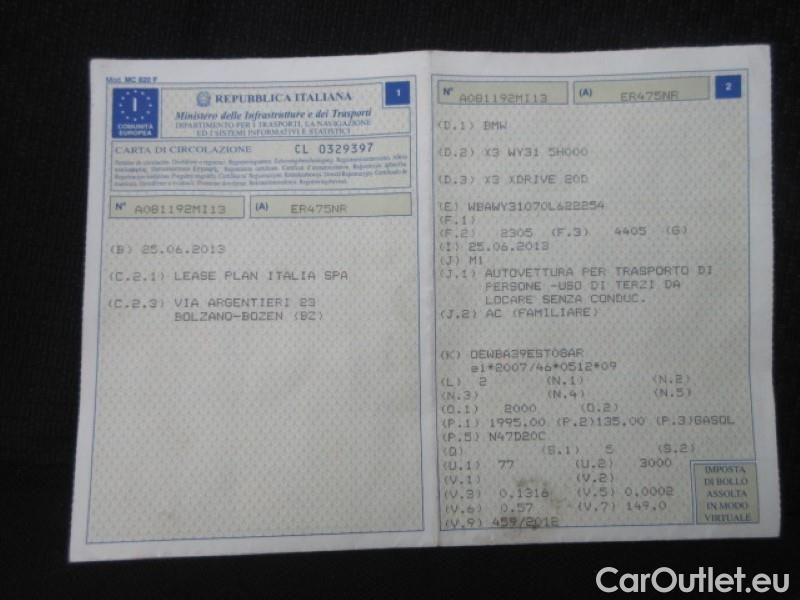 Mod. MC 820 F
I
COMUNITÀ
EUROPEA
REPUBBLICA ITALIANA
1
Ministero delle Infrastrutture e dei Trasporti
DIPARTIMENTO PER I TRASPORTI, LA NAVIGAZIONE
ED I SISTEMI INFORMATIVI E STATISTICI
CARTA DI CIRCOLAZIONE CL 0329397
N° A081192MI13 (A) ER475NR
(B) 25.06.2013
(C.2.1) LEASE PLAN ITALIA SPA
(C.2.3) VIA ARGENTIERI 23
BOLZANO-BOZEN (BZ)
N° A081192MI13 (A) ER475NR 2
(D.1) BMW
(D.2) X3 WY31 5H000
(D.3) X3 XDRIVE 20D
(E) WBAWY31070L622254
(F.1)
(F.2) 2305 (F.3) 4405 (G)
(I) 25.06.2013
(J) M1
(J.1) AUTOVETTURA PER TRASPORTO DI
PERSONE -USO DI TERZI DA
LOCARE SENZA CONDUC.
(J.2) AC (FAMILIARE)
(K) OEWBA39EST08AR
e1*2007/46*0512*09
(L) 2 (N.1) (N.2)
(N.3) (N.4) (N.5)
(O.1) 2000 (O.2)
(P.1) 1995.00 (P.2)135.00 (P.3)GASOL
(P.5) N47D20C
(Q) (S.1) 5 (S.2)
(U.1) 77 (U.2) 3000
(V.1) (V.2)
(V.3) 0.1316 (V.5) 0.0002
(V.6) 0.57 (V.7) 149.0
(V.9) 459/2012
IMPOSTA
DI BOLLO
ASSOLTA
IN MODO
VIRTUALE
CarOutlet.eu